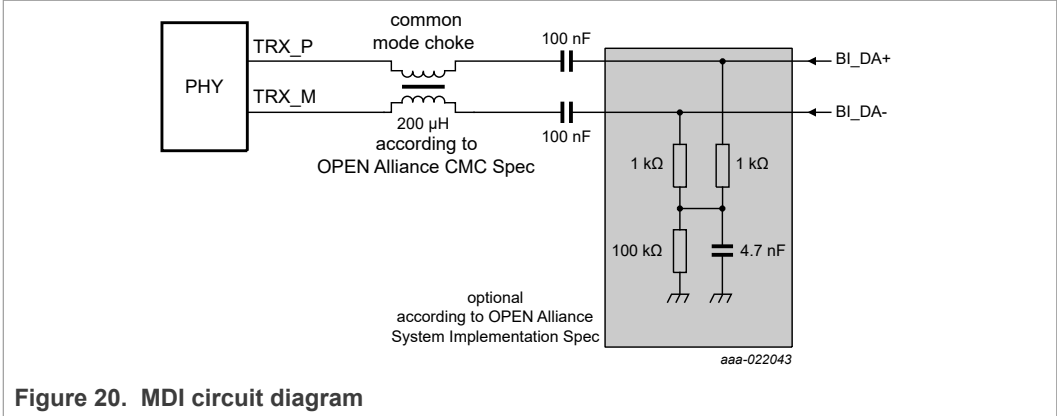 common
mode choke
100 nF
TRX_P
BI_DA+
PHY
TRX_M
BI_DA-
200 µH
100 nF
according to
OPEN Alliance CMC Spec
1 kΩ
1 kΩ
100 kΩ
4.7 nF
optional
according to OPEN Alliance
System Implementation Spec
aaa-022043
Figure 20. MDI circuit diagram